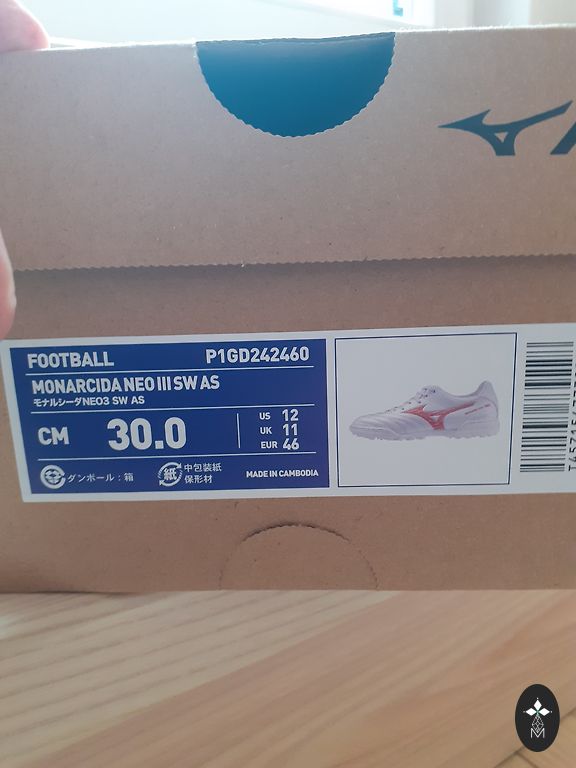 FOOTBALL P1GD242460
MONARCIDA NEO III SW AS
モナルシーダNEO3 SW AS
CM 30.0
US 12
UK 11
EUR 46
ダンボール：箱
紙 中包装紙
保形材
MADE IN CAMBODIA
M